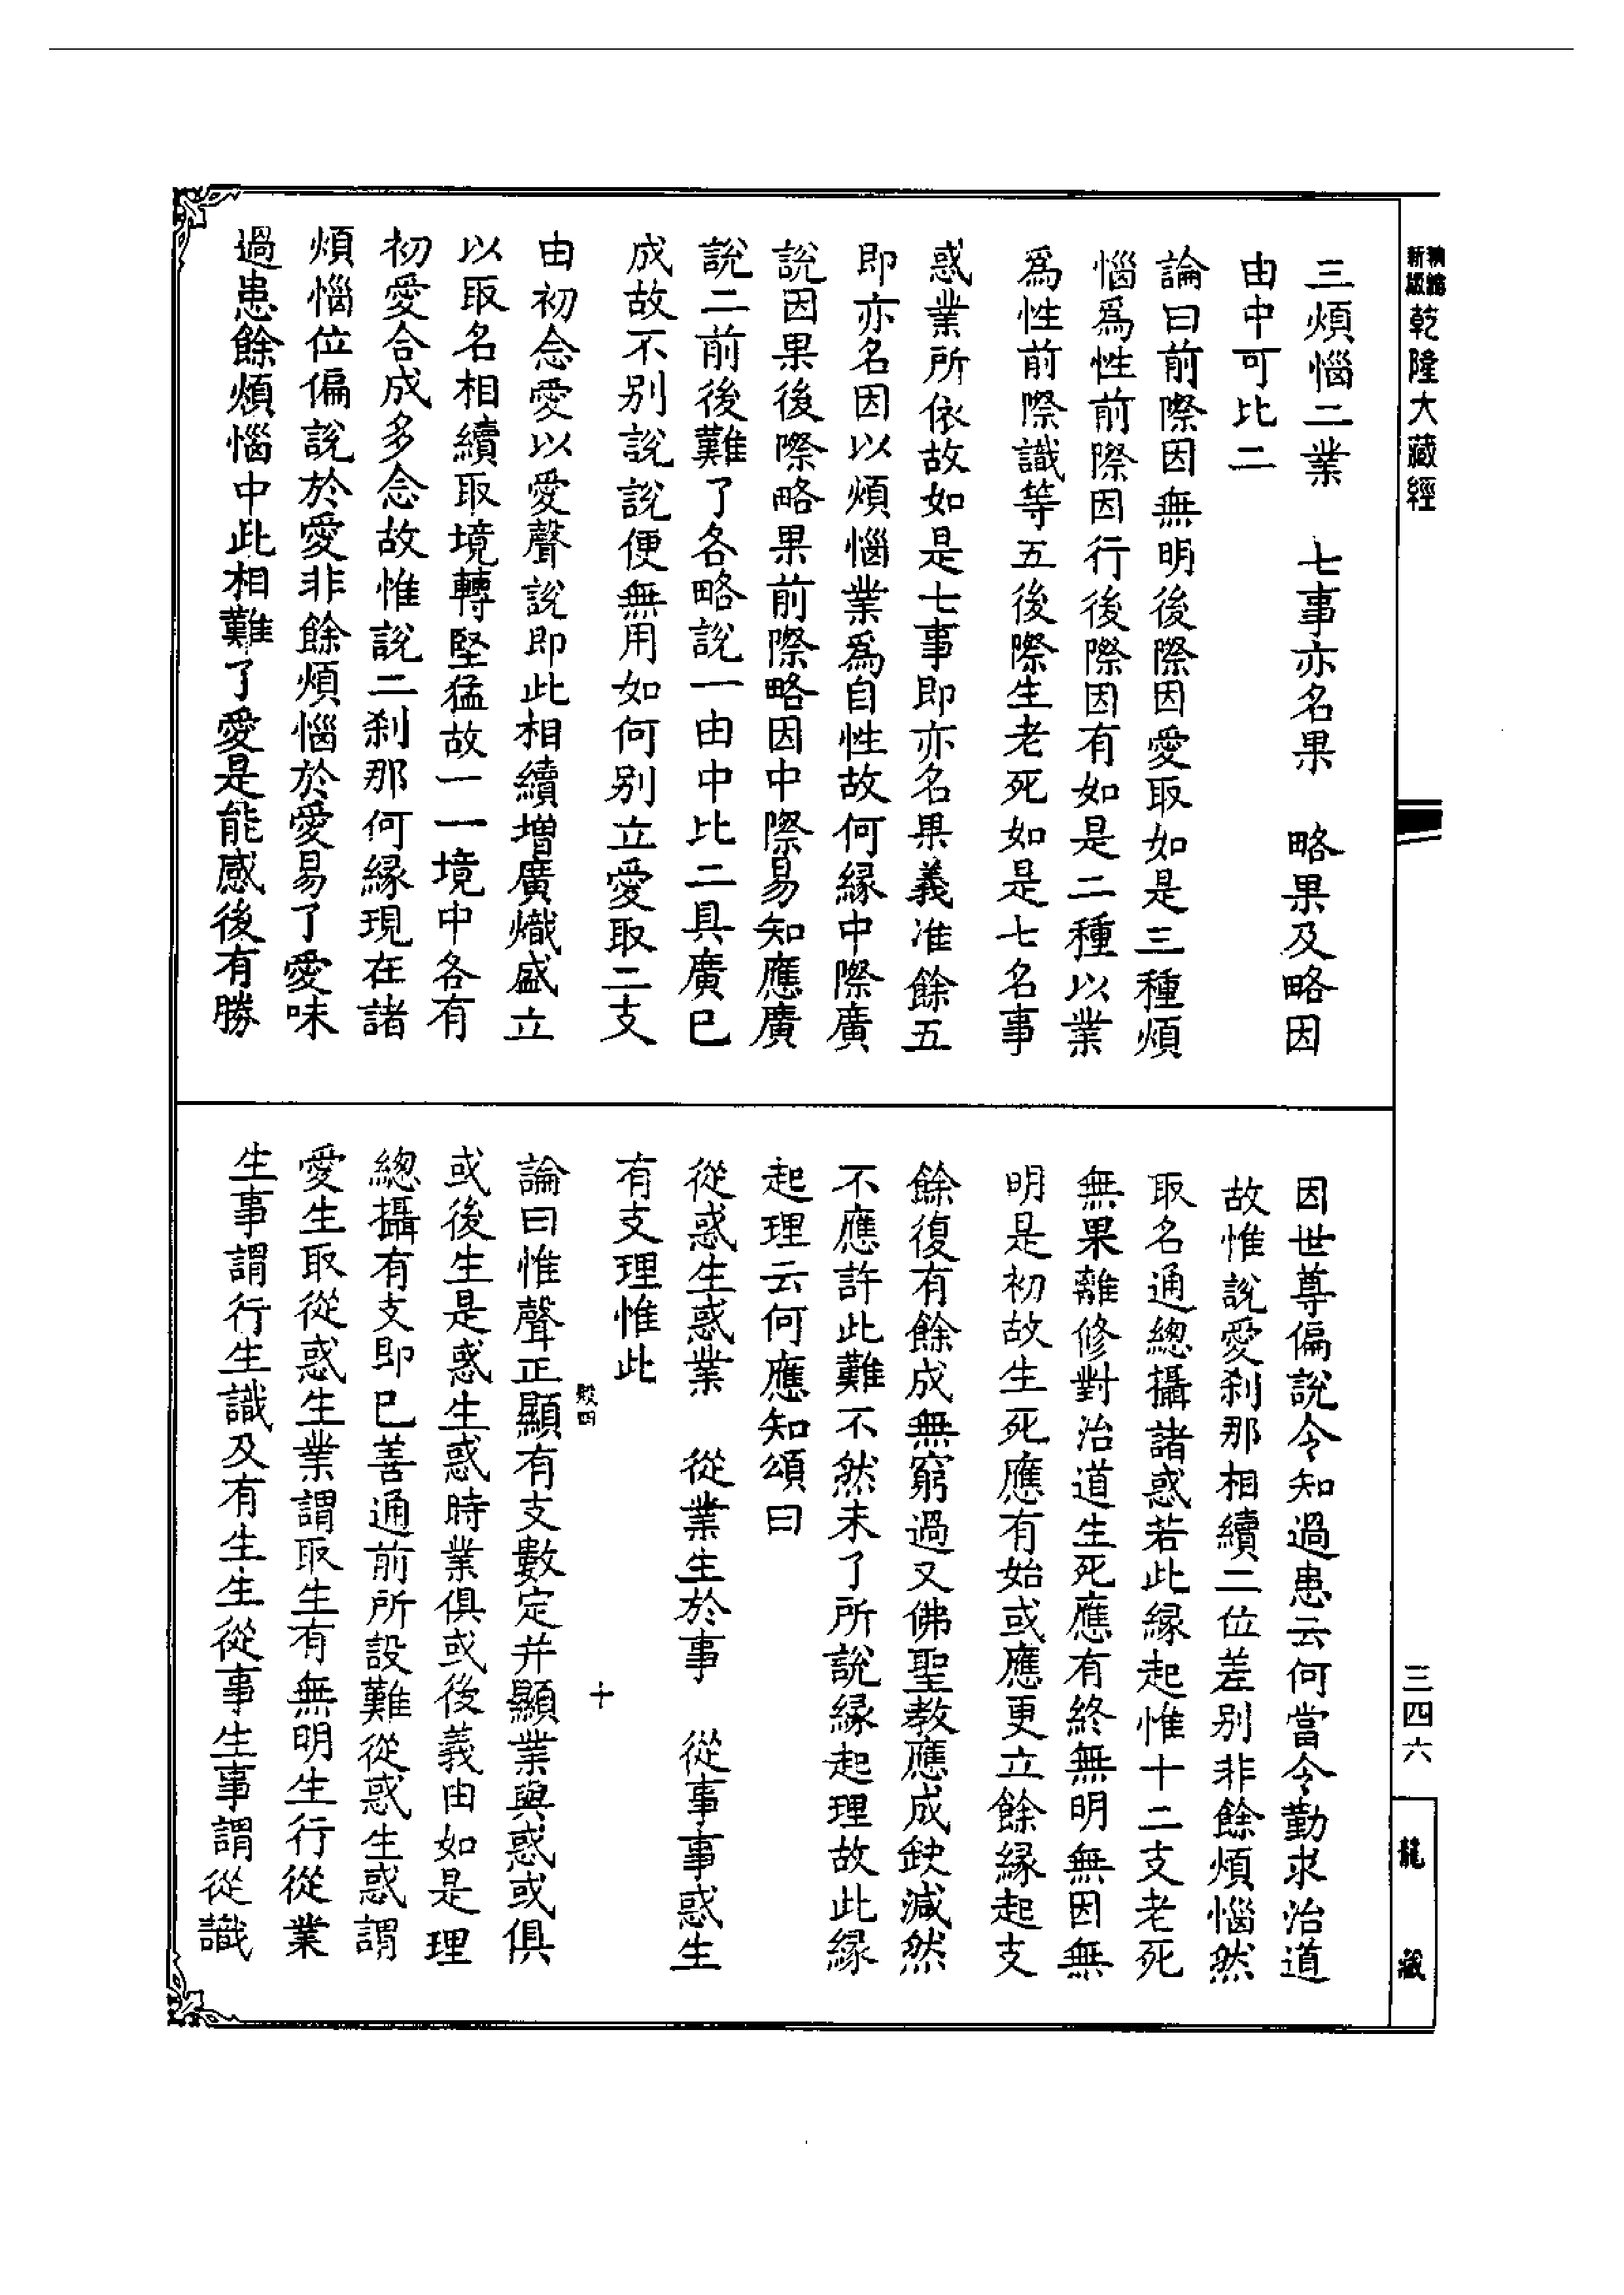 新編縮版乾隆大藏經
三煩惱二業　七事亦名果　略果及略因
由中可比二
論曰前際因無明後際因愛取如是三種煩
惱爲性前際因行後際因有如是二種以業
爲性前際識等五後際生老死如是七名事
惑業所依故如是七事即亦名果義准餘五
即亦名因以煩惱業爲自性故何緣中際廣
說因果後際略果前際略因中際易知應廣
說二前後難了各略說一由中比二具廣已
成故不別說說便無用如何別立愛取二支
由初念愛以愛聲說即此相續增廣熾盛立
以取名相續取境轉堅猛故一一境中各有
初愛合成多念故惟說二剎那何緣現在諸
煩惱位偏說於愛非餘煩惱於愛易了愛味
過患餘煩惱中此相難了愛是能感後有勝
因世尊偏說令知過患云何當令勤求治道
故惟說愛剎那相續二位差別非餘煩惱然
取名通總攝諸惑若此緣起惟十二支老死
無果離修對治道生死應有終無明無因無
明是初故生死應有始或應更立餘緣起支
餘復有餘成無窮過又佛聖教應成缺減然
不應許此難不然未了所說緣起理故此緣
起理云何應知頌曰
從惑生惑業　從業生於事　從事事惑生
有支理惟此
十
論曰惟聲正顯有支數定并顯業與惑或俱
或後生是惑生惑時業俱或後義由如是理
總攝有支即已善通前所設難從惑生惑謂
愛生取從惑生業謂取生有無明生行從業
生事謂行生識及有生生從事生事謂從識
三四六
龍藏